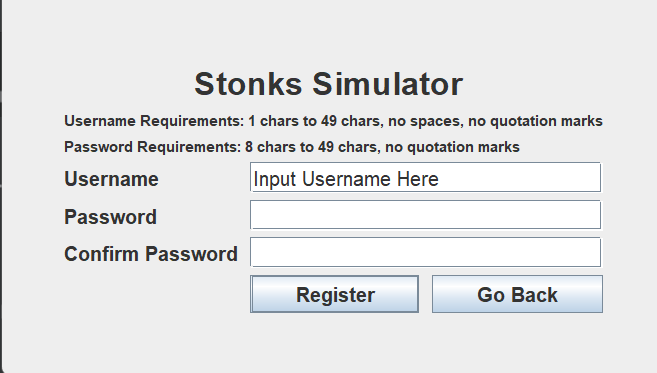 Stonks Simulator
Username Requirements: 1 chars to 49 chars, no spaces, no quotation marks
Password Requirements: 8 chars to 49 chars, no quotation marks
Username Input Username Here
Password
Confirm Password
Register Go Back